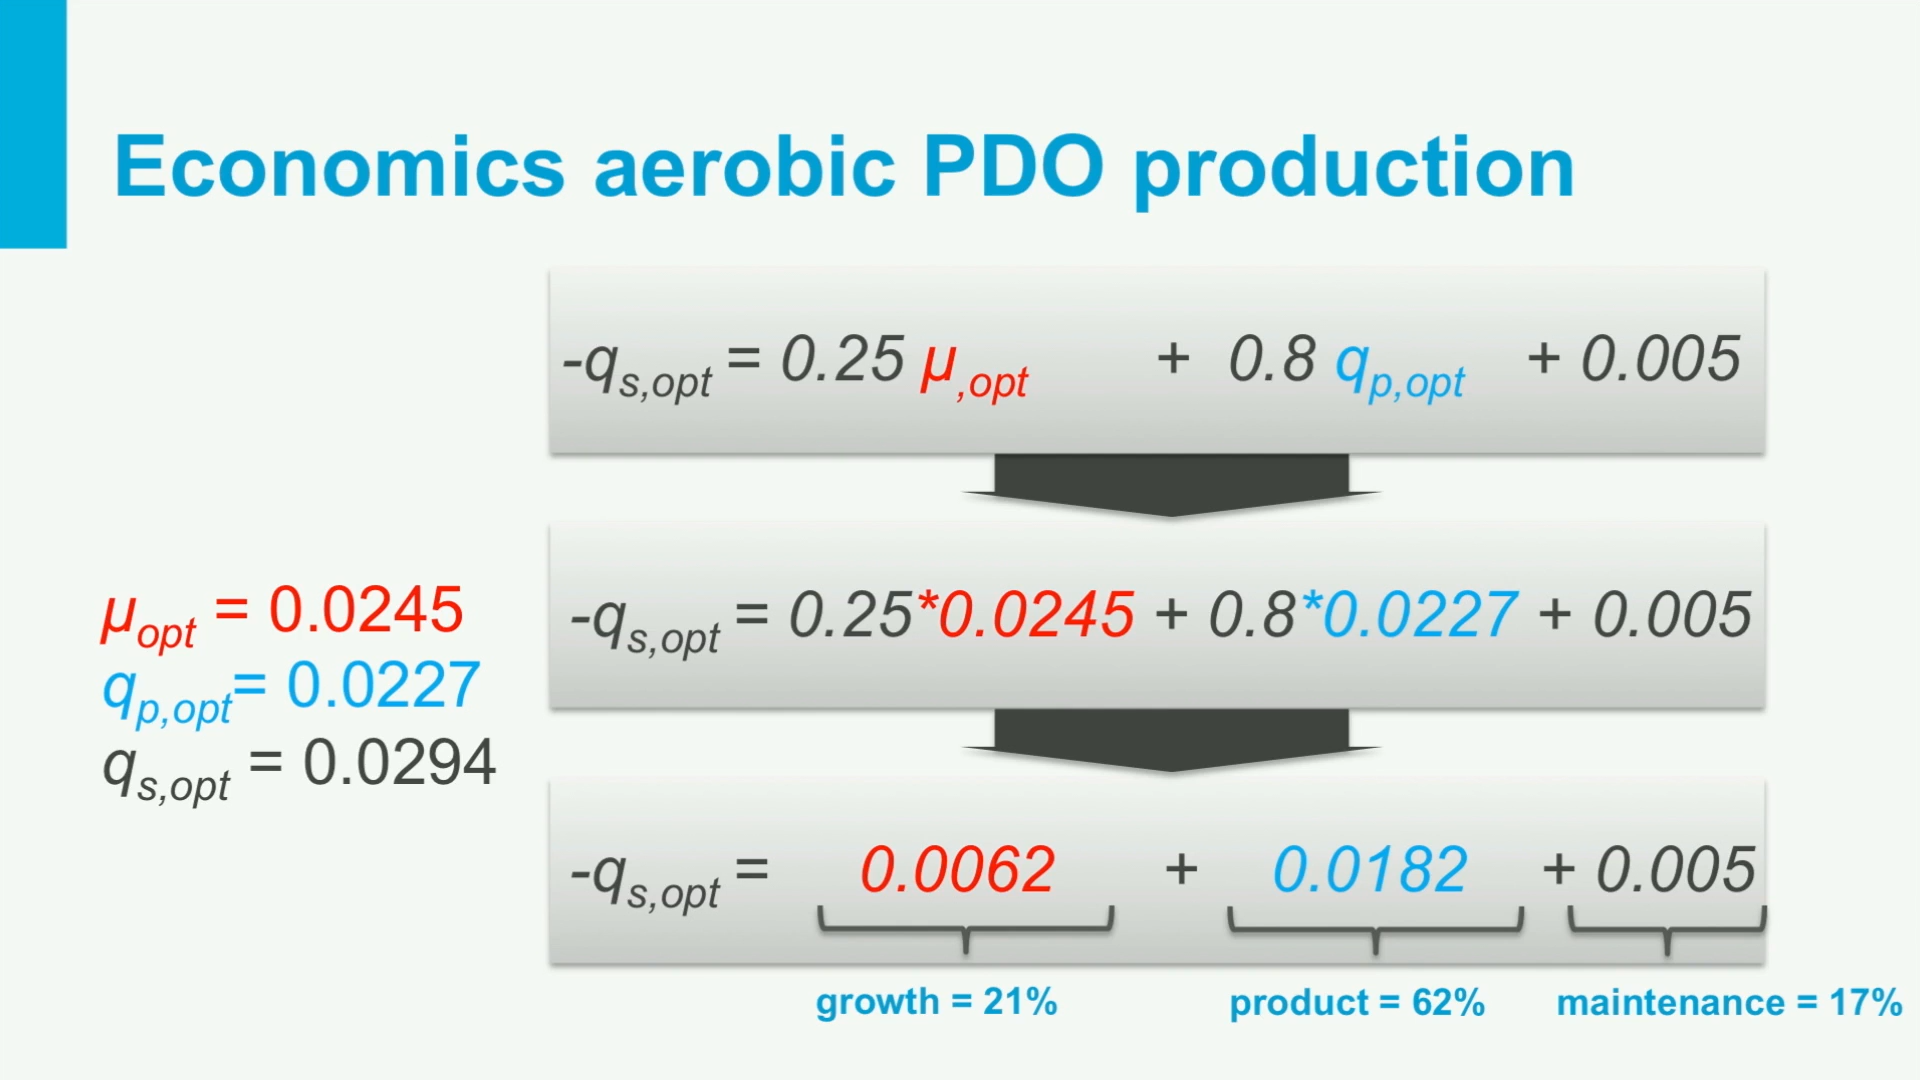 Economics aerobic PDO production
-qs,opt = 0.25 μ,opt + 0.8 qp,opt + 0.005
μopt = 0.0245
qp,opt= 0.0227
qs,opt = 0.0294
-qs,opt = 0.25*0.0245 + 0.8*0.0227 + 0.005
-qs,opt = 0.0062 + 0.0182 + 0.005
growth = 21% product = 62% maintenance = 17%